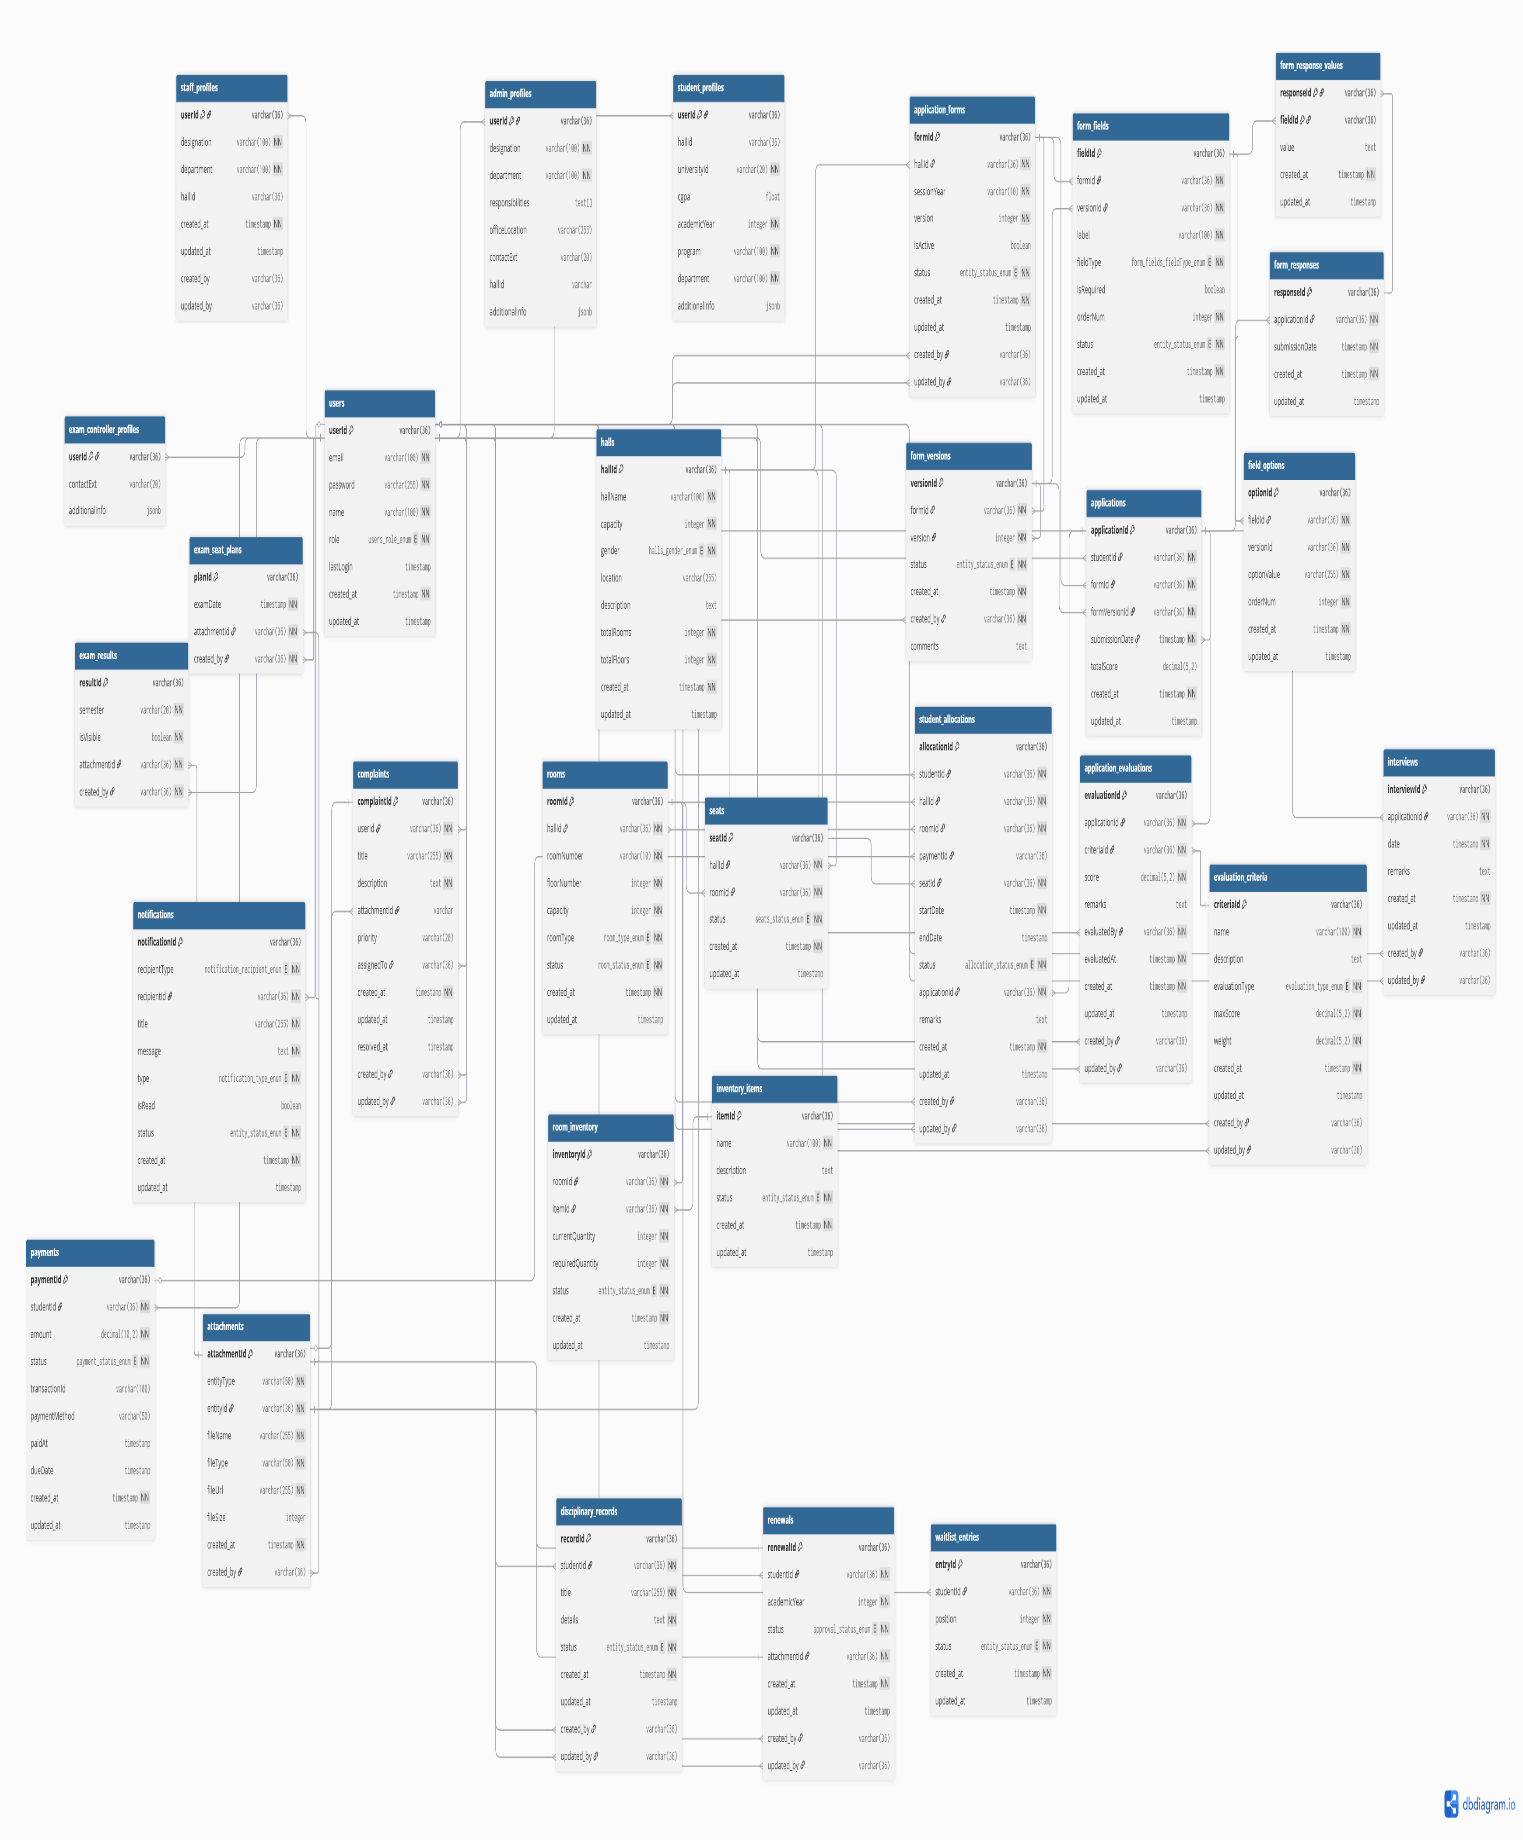 staff_profiles
userId varchar(36)
designation varchar(100) NN
department varchar(100) NN
hallId varchar(36)
created_at timestamp NN
updated_at timestamp
created_by varchar(36)
updated_by varchar(36)
admin_profiles
userId varchar(36)
designation varchar(100) NN
department varchar(100) NN
responsibilities text[]
officeLocation varchar(255)
contactExt varchar(20)
hallId varchar
additionalInfo jsonb
student_profiles
userId varchar(36)
hallId varchar(36)
universityId varchar(20) NN
cgpa float
academicYear integer NN
program varchar(100) NN
department varchar(100) NN
additionalInfo jsonb
application_forms
formId varchar(36)
hallId varchar(36) NN
sessionYear varchar(10) NN
version integer NN
isActive boolean
status entity_status_enum E NN
created_at timestamp NN
updated_at timestamp
created_by varchar(36)
updated_by varchar(36)
form_fields
fieldId varchar(36)
formId varchar(36) NN
versionId varchar(36) NN
label varchar(100) NN
fieldType form_fields_fieldType_enum E NN
isRequired boolean
orderNum integer NN
status entity_status_enum E NN
created_at timestamp NN
updated_at timestamp
form_response_values
responseId varchar(36)
fieldId varchar(36)
value text
created_at timestamp NN
updated_at timestamp
form_responses
responseId varchar(36)
applicationId varchar(36) NN
submissionDate timestamp NN
created_at timestamp NN
updated_at timestamp
users
userId varchar(36)
email varchar(100) NN
password varchar(255) NN
name varchar(100) NN
role users_role_enum E NN
lastLogin timestamp
created_at timestamp NN
updated_at timestamp
exam_controller_profiles
userId varchar(36)
contactExt varchar(20)
additionalInfo jsonb
halls
hallId varchar(36)
hallName varchar(100) NN
capacity integer NN
gender halls_gender_enum E NN
location varchar(255)
description text
totalRooms integer NN
totalFloors integer NN
created_at timestamp NN
updated_at timestamp
form_versions
versionId varchar(36)
formId varchar(36) NN
version integer NN
status entity_status_enum E NN
created_at timestamp NN
created_by varchar(36) NN
comments text
applications
applicationId varchar(36)
studentId varchar(36) NN
formId varchar(36) NN
formVersionId varchar(36) NN
submissionDate timestamp NN
totalScore decimal(5,2)
created_at timestamp NN
updated_at timestamp
field_options
optionId varchar(36)
fieldId varchar(36) NN
versionId varchar(36) NN
optionValue varchar(255) NN
orderNum integer NN
created_at timestamp NN
updated_at timestamp
exam_seat_plans
planId varchar(36)
examDate timestamp NN
attachmentId varchar(36) NN
created_by varchar(36) NN
exam_results
resultId varchar(36)
semester varchar(20) NN
isVisible boolean NN
attachmentId varchar(36) NN
created_by varchar(36) NN
complaints
complaintId varchar(36)
userId varchar(36) NN
title varchar(255) NN
description text NN
attachmentId varchar
priority varchar(20)
assignedTo varchar(36)
created_at timestamp NN
updated_at timestamp
resolved_at timestamp
created_by varchar(36)
updated_by varchar(36)
rooms
roomId varchar(36)
hallId varchar(36) NN
roomNumber varchar(10) NN
floorNumber integer NN
capacity integer NN
roomType room_type_enum E NN
status room_status_enum E NN
created_at timestamp NN
updated_at timestamp
seats
seatId varchar(36)
hallId varchar(36) NN
roomId varchar(36) NN
status seats_status_enum E NN
created_at timestamp NN
updated_at timestamp
student_allocations
allocationId varchar(36)
studentId varchar(36) NN
hallId varchar(36) NN
roomId varchar(36) NN
paymentId varchar(36)
seatId varchar(36) NN
startDate timestamp NN
endDate timestamp
status allocation_status_enum E NN
applicationId varchar(36) NN
remarks text
created_at timestamp NN
updated_at timestamp
created_by varchar(36)
updated_by varchar(36)
application_evaluations
evaluationId varchar(36)
applicationId varchar(36) NN
criteriaId varchar(36) NN
score decimal(5,2) NN
remarks text
evaluatedBy varchar(36) NN
evaluatedAt timestamp NN
created_at timestamp NN
updated_at timestamp
created_by varchar(36)
updated_by varchar(36)
evaluation_criteria
criteriaId varchar(36)
name varchar(100) NN
description text
evaluationType evaluation_type_enum E NN
maxScore decimal(5,2) NN
weight decimal(5,2) NN
created_at timestamp NN
updated_at timestamp
created_by varchar(36)
updated_by varchar(36)
interviews
interviewId varchar(36)
applicationId varchar(36) NN
date timestamp NN
remarks text
created_at timestamp NN
updated_at timestamp
created_by varchar(36)
updated_by varchar(36)
notifications
notificationId varchar(36)
recipientType notification_recipient_enum E NN
recipientId varchar(36) NN
title varchar(255) NN
message text NN
type notification_type_enum E NN
isRead boolean
status entity_status_enum E NN
created_at timestamp NN
updated_at timestamp
inventory_items
itemId varchar(36)
name varchar(100) NN
description text
status entity_status_enum E NN
created_at timestamp NN
updated_at timestamp
room_inventory
inventoryId varchar(36)
roomId varchar(36) NN
itemId varchar(36) NN
currentQuantity integer NN
requiredQuantity integer NN
status entity_status_enum E NN
created_at timestamp NN
updated_at timestamp
payments
paymentId varchar(36)
studentId varchar(36) NN
amount decimal(10,2) NN
status payment_status_enum E NN
transactionId varchar(100)
paymentMethod varchar(50)
paidAt timestamp
dueDate timestamp
created_at timestamp NN
updated_at timestamp
attachments
attachmentId varchar(36)
entityType varchar(50) NN
entityId varchar(36) NN
fileName varchar(255) NN
fileType varchar(50) NN
fileUrl varchar(255) NN
fileSize integer
created_at timestamp NN
created_by varchar(36)
disciplinary_records
recordId varchar(36)
studentId varchar(36) NN
title varchar(255) NN
details text NN
status entity_status_enum E NN
created_at timestamp NN
updated_at timestamp
created_by varchar(36)
updated_by varchar(36)
renewals
renewalId varchar(36)
studentId varchar(36) NN
academicYear integer NN
status approval_status_enum E NN
attachmentId varchar(36) NN
created_at timestamp NN
updated_at timestamp
created_by varchar(36)
updated_by varchar(36)
waitlist_entries
entryId varchar(36)
studentId varchar(36) NN
position integer NN
status entity_status_enum E NN
created_at timestamp NN
updated_at timestamp
dbdiagram.io